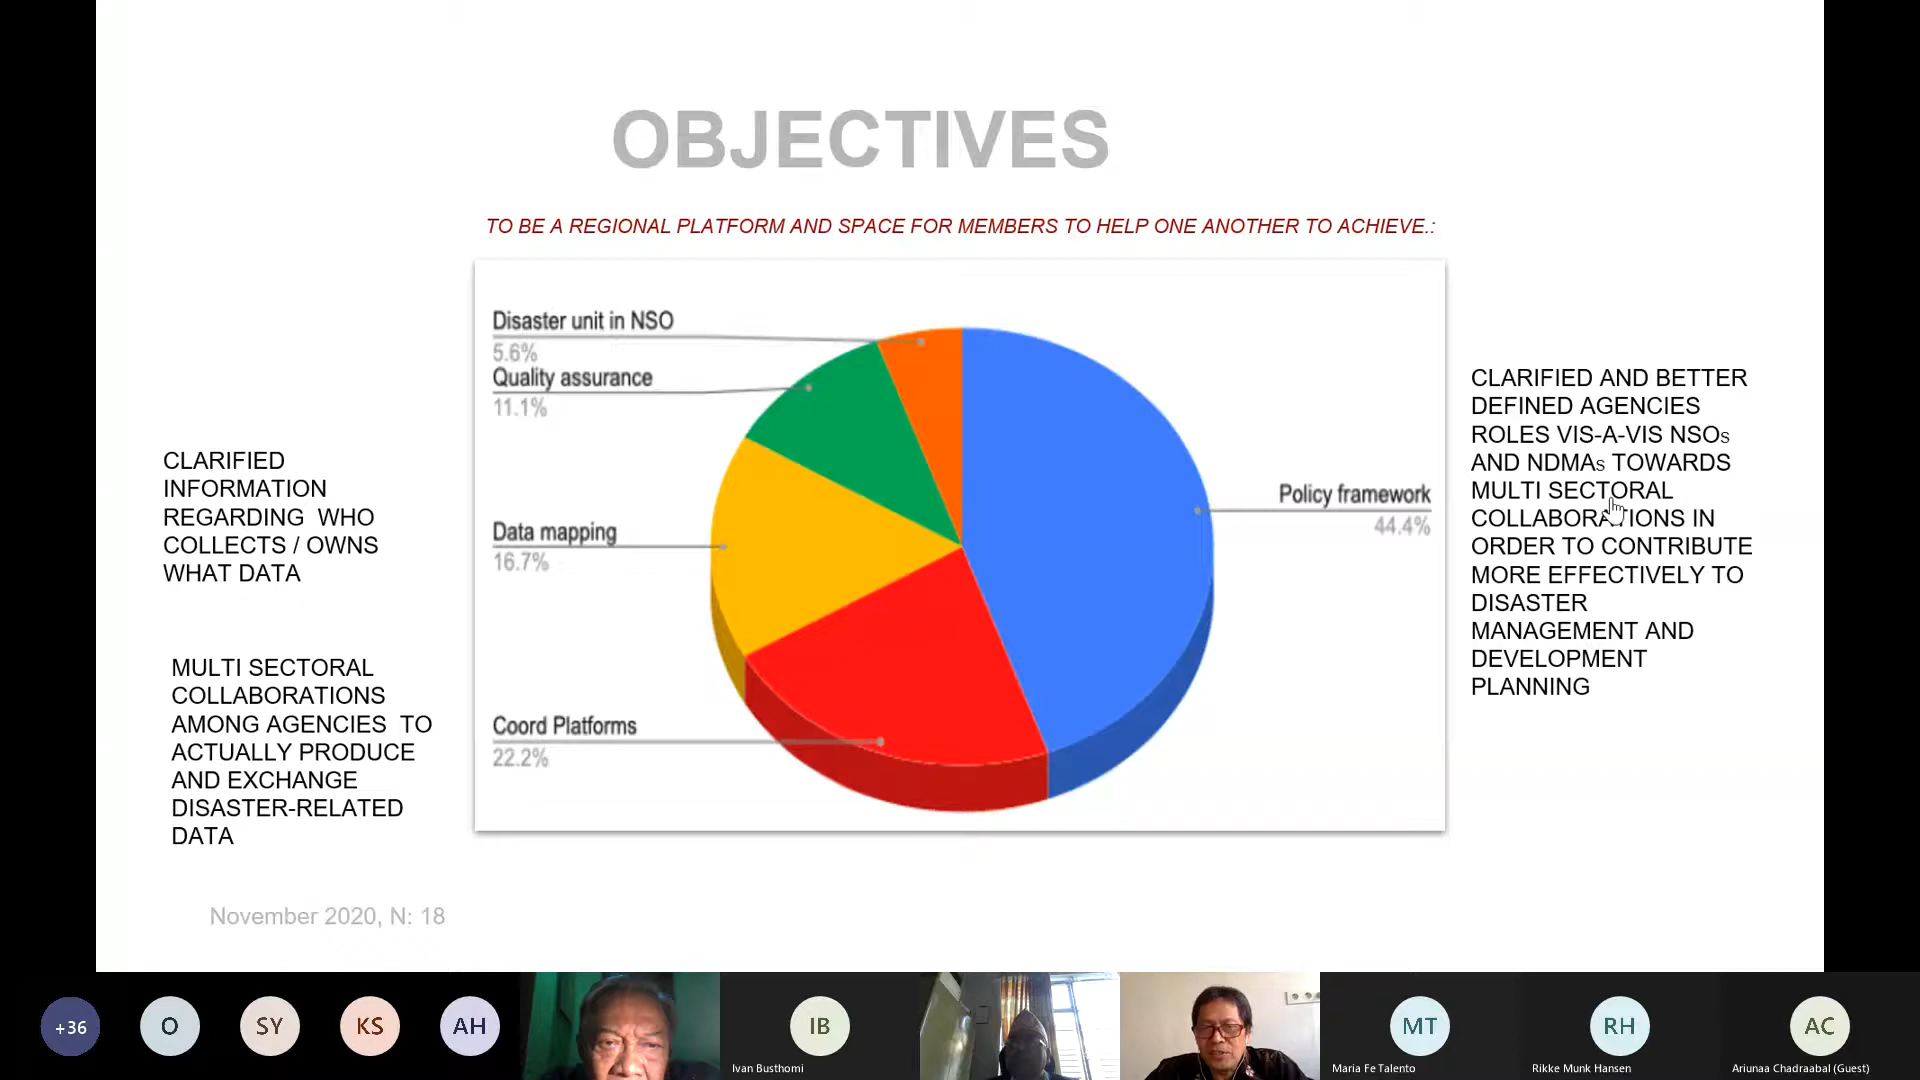 OBJECTIVES
TO BE A REGIONAL PLATFORM AND SPACE FOR MEMBERS TO HELP ONE ANOTHER TO ACHIEVE.:
Disaster unit in NSO
5.6%
Quality assurance
11.1%
Data mapping
16.7%
Coord Platforms
22.2%
Policy framework
44.4%
CLARIFIED
INFORMATION
REGARDING WHO
COLLECTS / OWNS
WHAT DATA
MULTI SECTORAL
COLLABORATIONS
AMONG AGENCIES TO
ACTUALLY PRODUCE
AND EXCHANGE
DISASTER-RELATED
DATA
CLARIFIED AND BETTER
DEFINED AGENCIES
ROLES VIS-A-VIS NSOs
AND NDMAs TOWARDS
MULTI SECTORAL
COLLABORATIONS IN
ORDER TO CONTRIBUTE
MORE EFFECTIVELY TO
DISASTER
MANAGEMENT AND
DEVELOPMENT
PLANNING
November 2020, N: 18
+36
O
SY
KS
AH
IB
Ivan Busthomi
MT
Maria Fe Talento
RH
Rikke Munk Hansen
AC
Ariunaa Chadraabal (Guest)